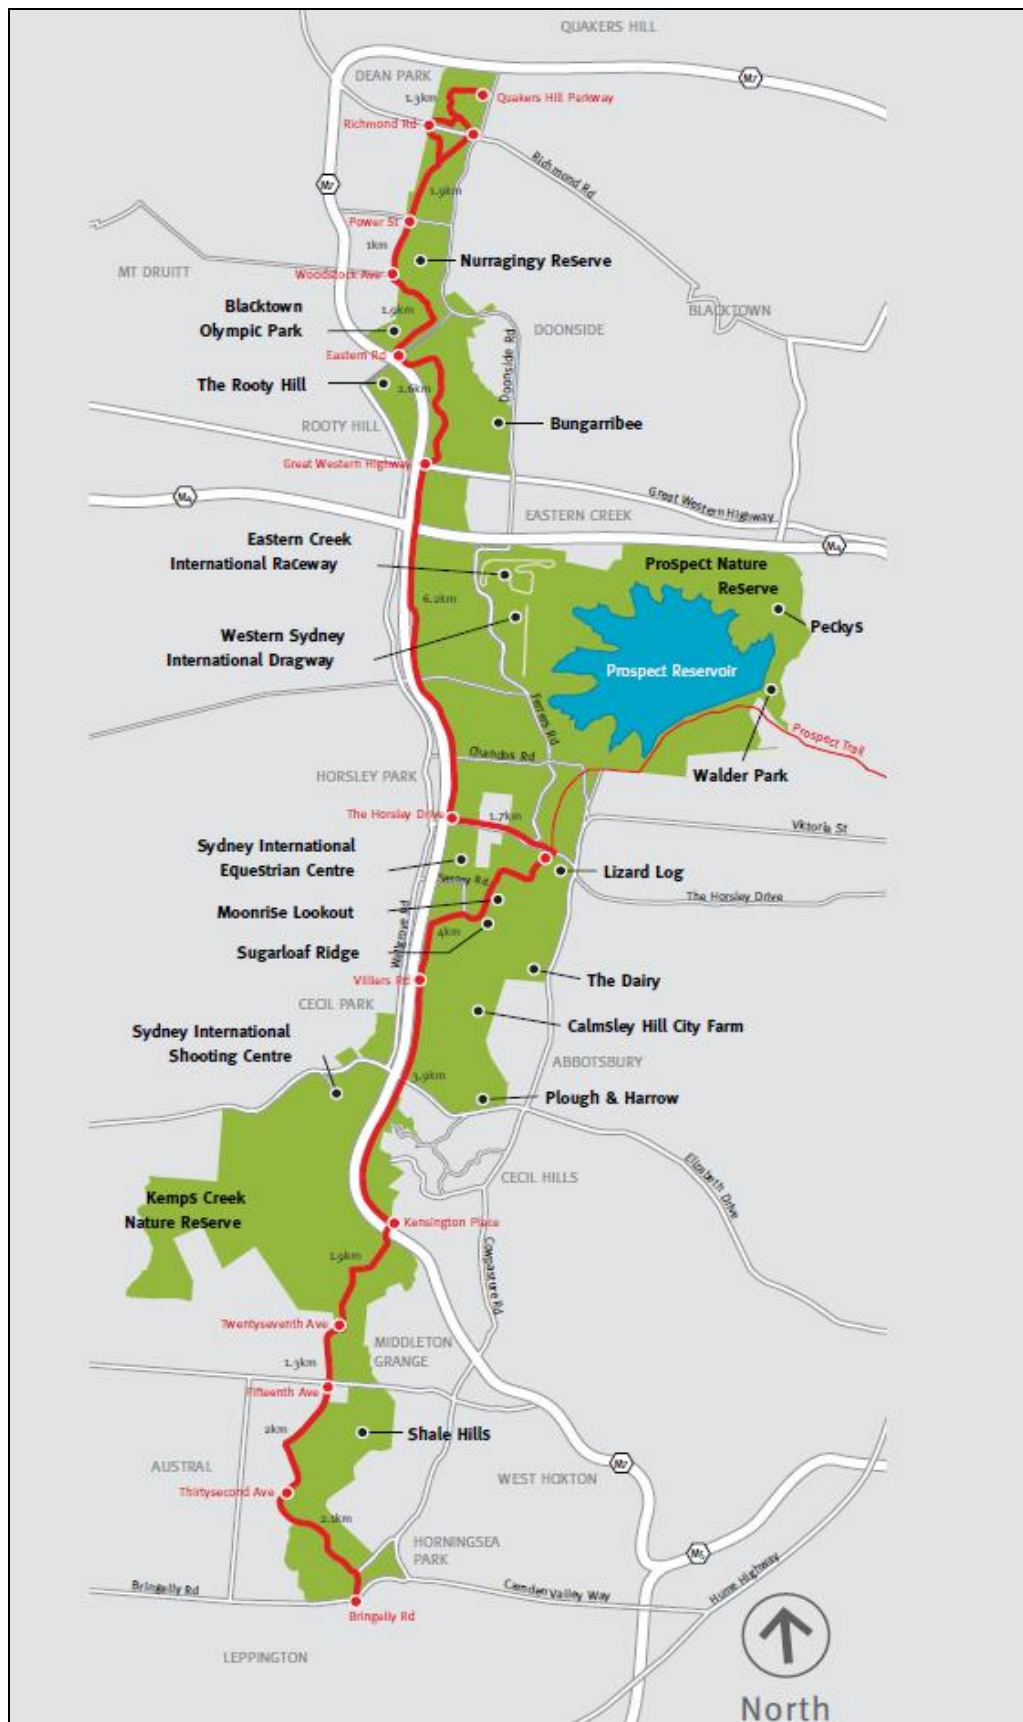 QUAKERS HILL
DEAN PARK
M7
1.3km
Quakers Hill Parkway
Richmond Rd
Richmond Rd
M7
1.9km
Power St
1km
Nurragingy Reserve
MT DRUITT
Woodstock Ave
Blacktown
Olympic Park
1.9km
BLACKTOWN
DOONSIDE
Eastern Rd
Doonside Rd
The Rooty Hill
2.6km
ROOTY HILL
Bungarribee
Great Western Highway
M4
Great Western Highway
EASTERN CREEK
M4
Eastern Creek
International Raceway
Prospect Nature
Reserve
6.2km
Peckys
Western Sydney
International Dragway
Prospect Reservoir
Ferrers Rd
Prospect Trail
Chandos Rd
HORSLEY PARK
Walder Park
The Horsley Drive
1.7km
Victoria St
Sydney International
Equestrian Centre
Lizard Log
The Horsley Drive
Moonrise Lookout
Wallgrove Rd
4km
Sugarloaf Ridge
Villiers Rd
The Dairy
CECIL PARK
Calmsley Hill City Farm
Sydney International
Shooting Centre
ABBOTSBURY
3.9km
Plough & Harrow
Elizabeth Drive
CECIL HILLS
Kemps Creek
Nature Reserve
Kensington Place
Cowpasture Rd
1.9km
Twentyseventh Ave
MIDDLETON
GRANGE
1.3km
Fifteenth Ave
2km
Shale Hills
AUSTRAL
WEST HOXTON
M7
Thirtysecond Ave
2.1km
HORNINGSEA
PARK
M5
Bringelly Rd
Camden Valley Way
Hume Highway
Bringelly Rd
LEPPINGTON
North